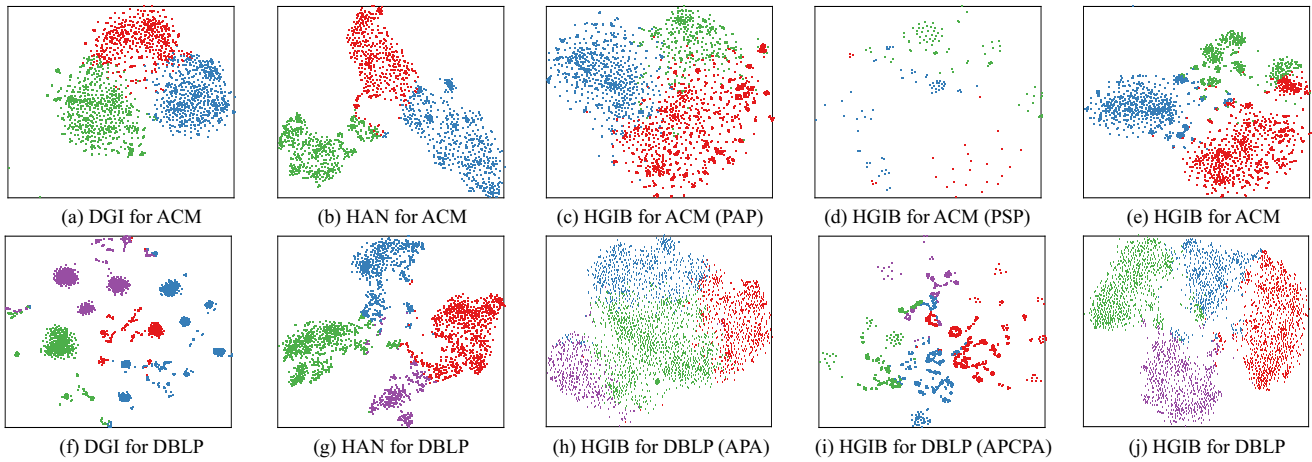 (a) DGI for ACM
(b) HAN for ACM
(c) HGIB for ACM (PAP)
(d) HGIB for ACM (PSP)
(e) HGIB for ACM
(f) DGI for DBLP
(g) HAN for DBLP
(h) HGIB for DBLP (APA)
(i) HGIB for DBLP (APCPA)
(j) HGIB for DBLP